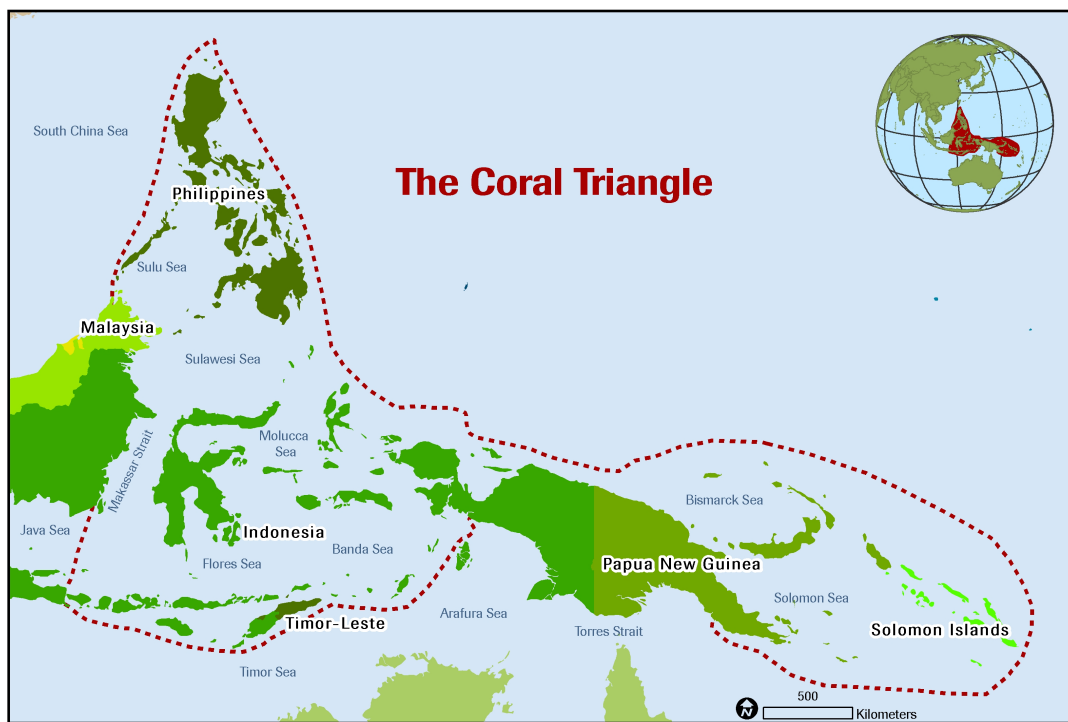 South China Sea
The Coral Triangle
Philippines
Sulu Sea
Malaysia
Sulawesi Sea
Molucca
Sea
Makassar Strait
Bismarck Sea
Java Sea
Indonesia
Banda Sea
Flores Sea
Papua New Guinea
Solomon Sea
Arafura Sea
Timor-Leste
Torres Strait
Solomon Islands
Timor Sea
N
500
Kilometers